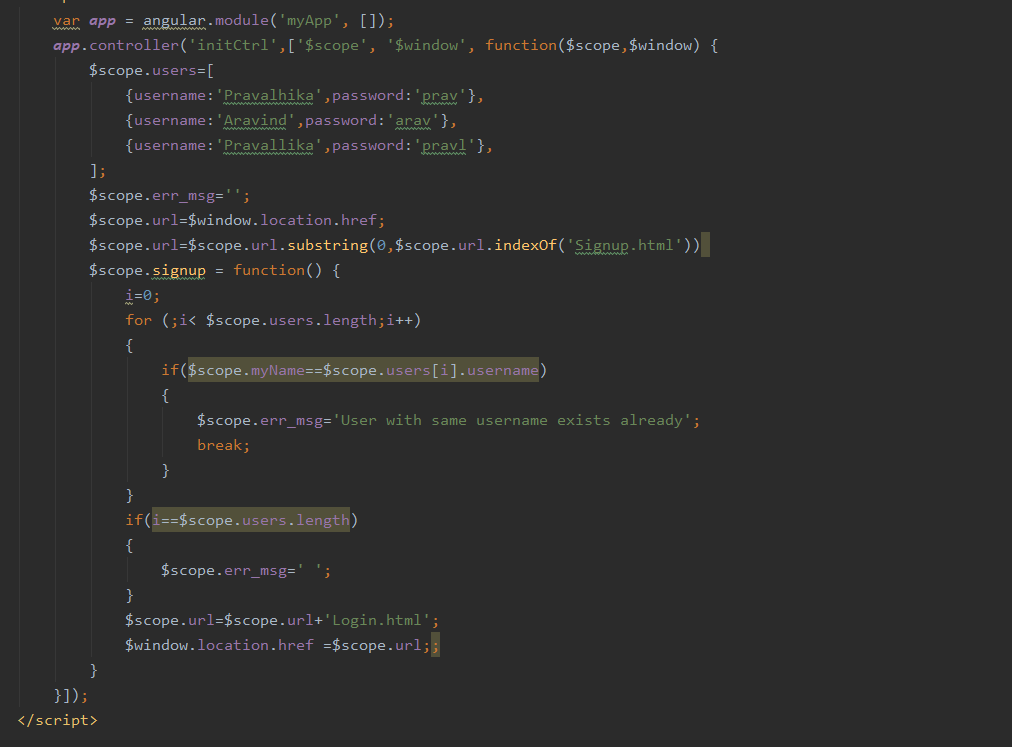 var app = angular.module('myApp', []);
app.controller('initCtrl',['$scope', '$window', function($scope,$window) {
$scope.users=[
{username:'Pravalhika',password:'prav'},
{username:'Aravind',password:'arav'},
{username:'Pravallika',password:'pravl'},
];
$scope.err_msg='';
$scope.url=$window.location.href;
$scope.url=$scope.url.substring(0,$scope.url.indexOf('Signup.html'))
$scope.signup = function() {
i=0;
for (;i< $scope.users.length;i++)
{
if($scope.myName==$scope.users[i].username)
{
$scope.err_msg='User with same username exists already';
break;
}
}
if(i==$scope.users.length)
{
$scope.err_msg=' ';
}
$scope.url=$scope.url+'Login.html';
$window.location.href =$scope.url;;
}
}]);
</script>